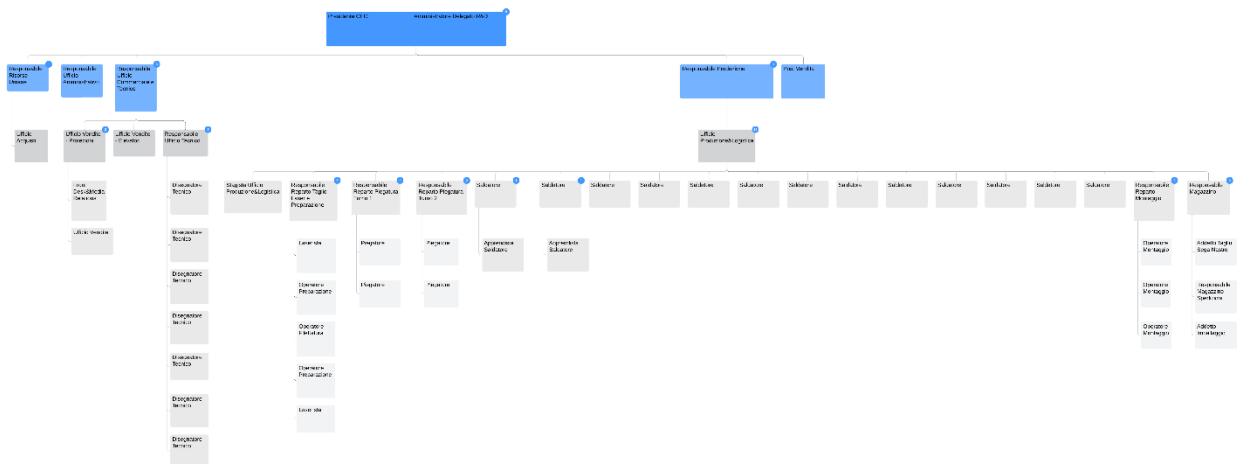 Presidente CEO
Amministratore Delegato R&D
Responsabile
Risorse
Umane
Responsabile
Ufficio
Amministrativo
Responsabile
Ufficio
Commerciale e
Tecnico
Responsabile Produzione
Post Vendita
Ufficio
Acquisti
Ufficio Vendite
Ufficio Vendite
- Elevatori
Responsabile
Ufficio Tecnico
Ufficio
Produzione&Logistica
Disegnatore
Tecnico
Stagista Ufficio
Produzione&Logistica
Responsabile
Reparto Taglio
Laser e
Preparazione
Responsabile
Reparto Piegatura
Turno 1
Responsabile
Reparto Piegatura
Turno 2
Saldatore
Saldatore
Saldatore
Saldatore
Saldatore
Saldatore
Saldatore
Saldatore
Saldatore
Saldatore
Saldatore
Saldatore
Saldatore
Responsabile
Reparto
Montaggio
Responsabile
Magazzino
Ufficio Vendite
Disegnatore
Tecnico
Laserista
Piegatore
Piegatore
Apprendista
Saldatore
Apprendista
Saldatore
Operatore
Montaggio
Addetto Taglio
Sega Nastro
Disegnatore
Tecnico
Operatore
Preparazione
Piegatore
Piegatore
Operatore
Montaggio
Responsabile
Magazzino
Spedizioni
Disegnatore
Tecnico
Operatore
Filettatura
Operatore
Montaggio
Addetto
Imballaggio
Disegnatore
Tecnico
Operatore
Preparazione
Disegnatore
Tecnico
Laserista
Disegnatore
Tecnico